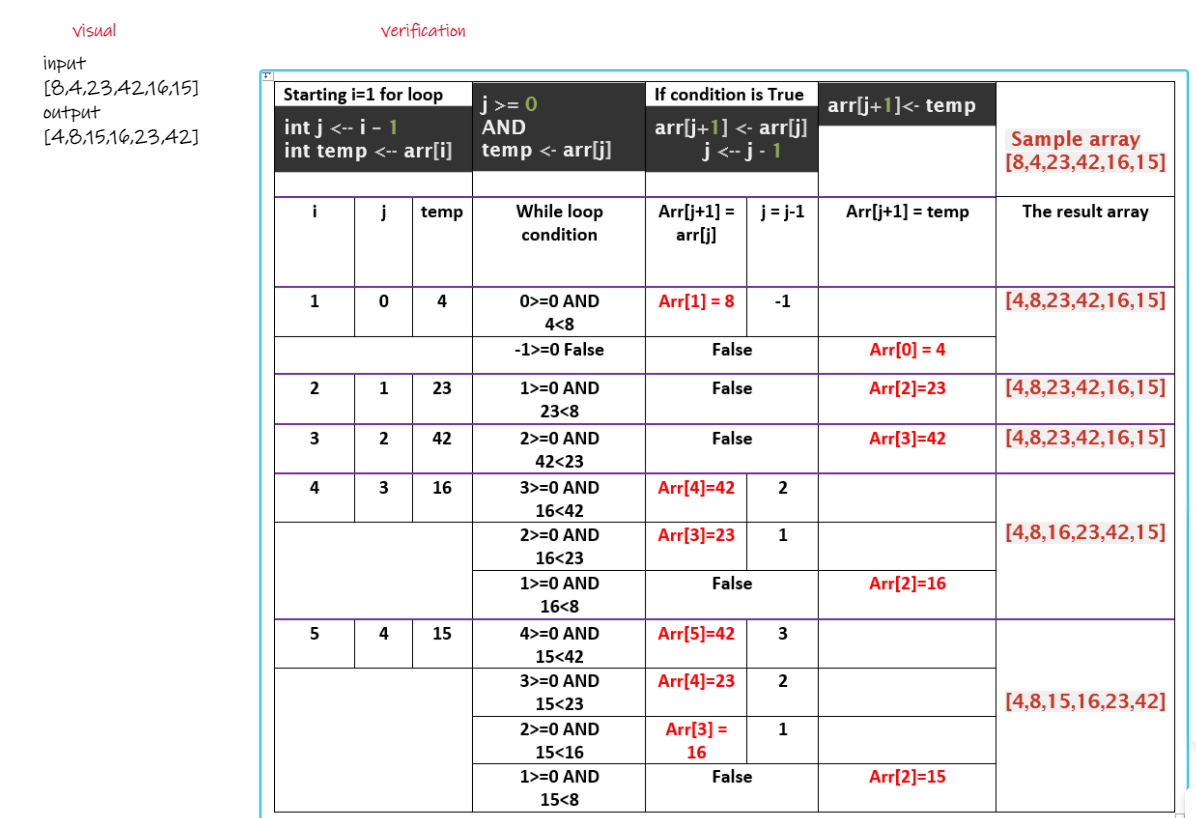 visual
verification
input
[8,4,23,42,16,15]
output
[4,8,15,16,23,42]
Starting i=1 for loop
int j <-- i - 1
int temp <-- arr[i]
j >= 0
AND
temp <- arr[j]
If condition is True
arr[j+1] <- arr[j]
j <-- j - 1
arr[j+1]<- temp
Sample array
[8,4,23,42,16,15]
i j temp While loop Arr[j+1] = j = j-1 Arr[j+1] = temp The result array
condition arr[j]
1 0 4 0>=0 AND Arr[1] = 8 -1 [4,8,23,42,16,15]
4<8
-1>=0 False False Arr[0] = 4
2 1 23 1>=0 AND False Arr[2]=23 [4,8,23,42,16,15]
23<8
3 2 42 2>=0 AND False Arr[3]=42 [4,8,23,42,16,15]
42<23
4 3 16 3>=0 AND Arr[4]=42 2
16<42
2>=0 AND Arr[3]=23 1 [4,8,16,23,42,15]
16<23
1>=0 AND False Arr[2]=16
16<8
5 4 15 4>=0 AND Arr[5]=42 3
15<42
3>=0 AND Arr[4]=23 2
15<23 [4,8,15,16,23,42]
2>=0 AND Arr[3] = 1
15<16 16
1>=0 AND False Arr[2]=15
15<8